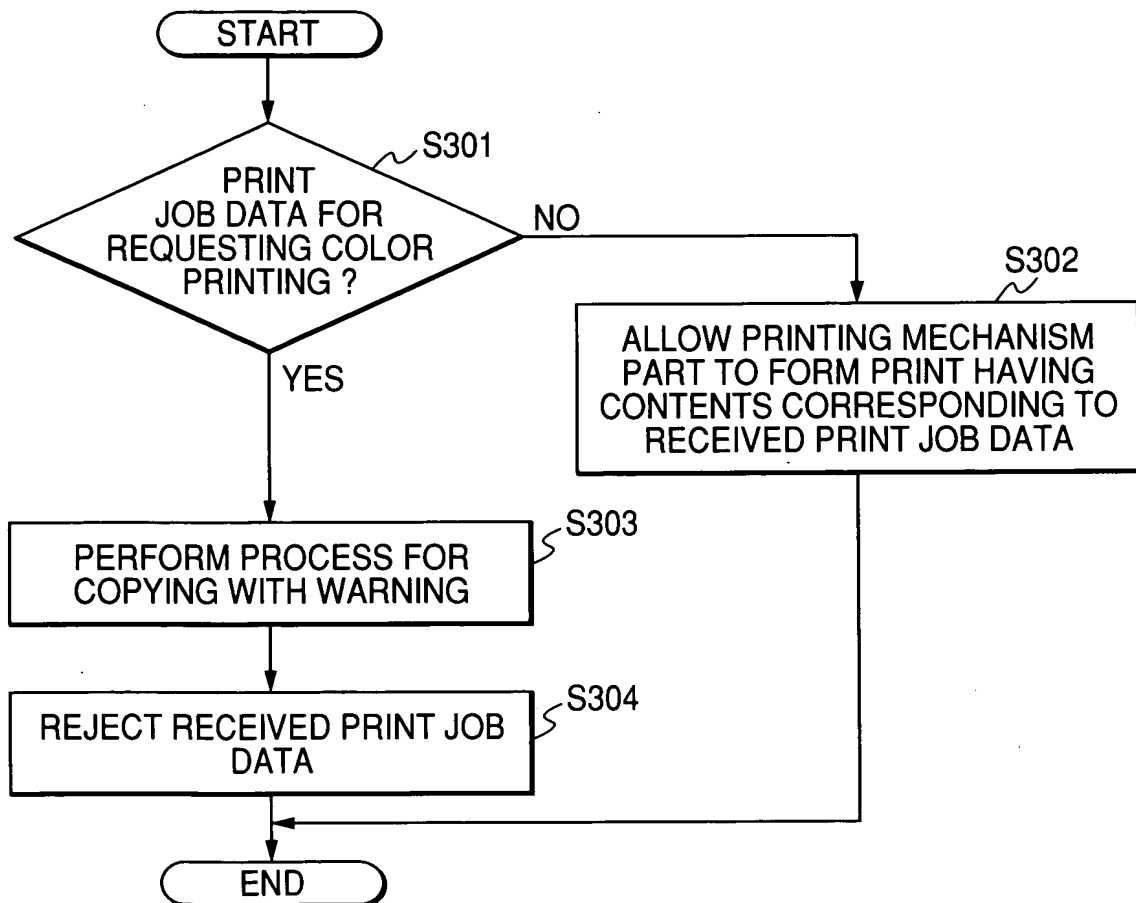 START
S301
PRINT
JOB DATA FOR
REQUESTING COLOR
PRINTING ?
NO
YES
S302
ALLOW PRINTING MECHANISM
PART TO FORM PRINT HAVING
CONTENTS CORRESPONDING TO
RECEIVED PRINT JOB DATA
S303
PERFORM PROCESS FOR
COPYING WITH WARNING
S304
REJECT RECEIVED PRINT JOB
DATA
END